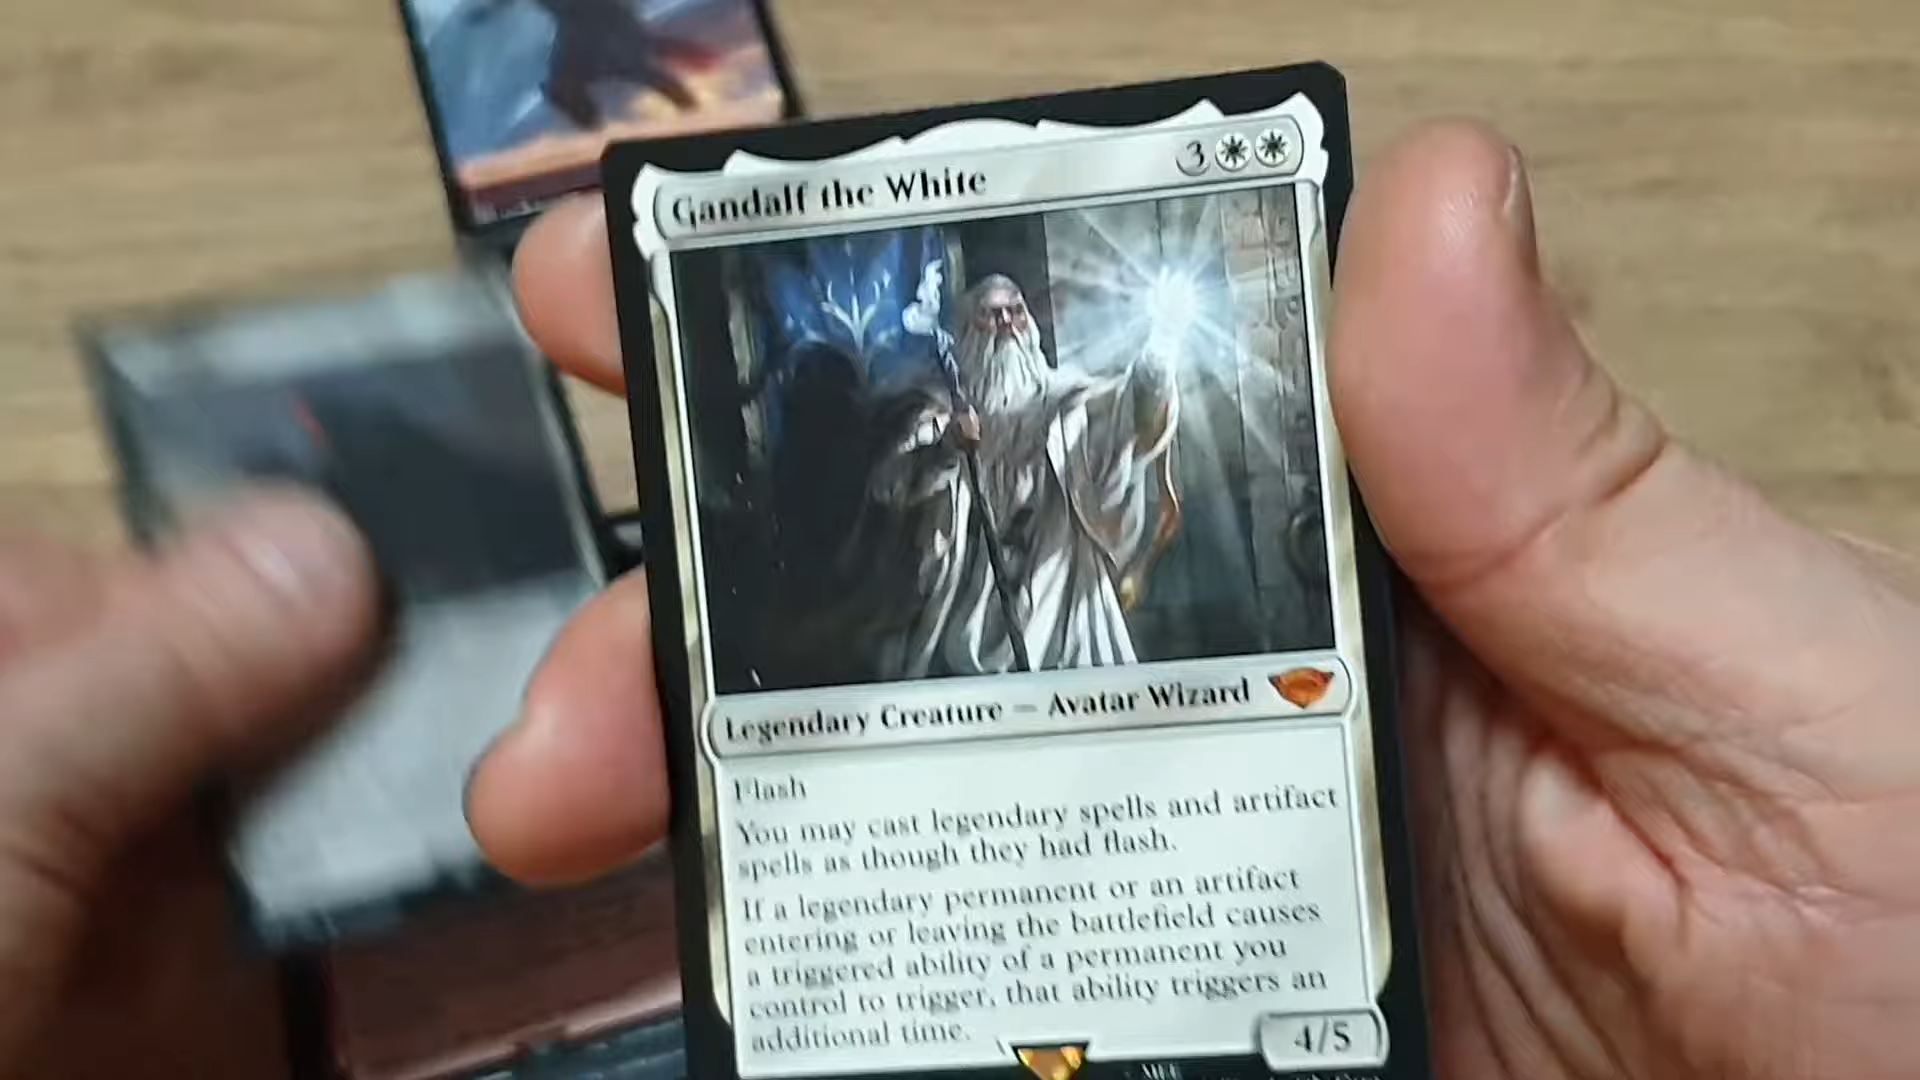 Gandalf the White 3
Legendary Creature — Avatar Wizard
Flash
You may cast legendary spells and artifact
spells as though they had flash.
If a legendary permanent or an artifact
entering or leaving the battlefield causes
a triggered ability of a permanent you
control to trigger, that ability triggers an
additional time.
4/5